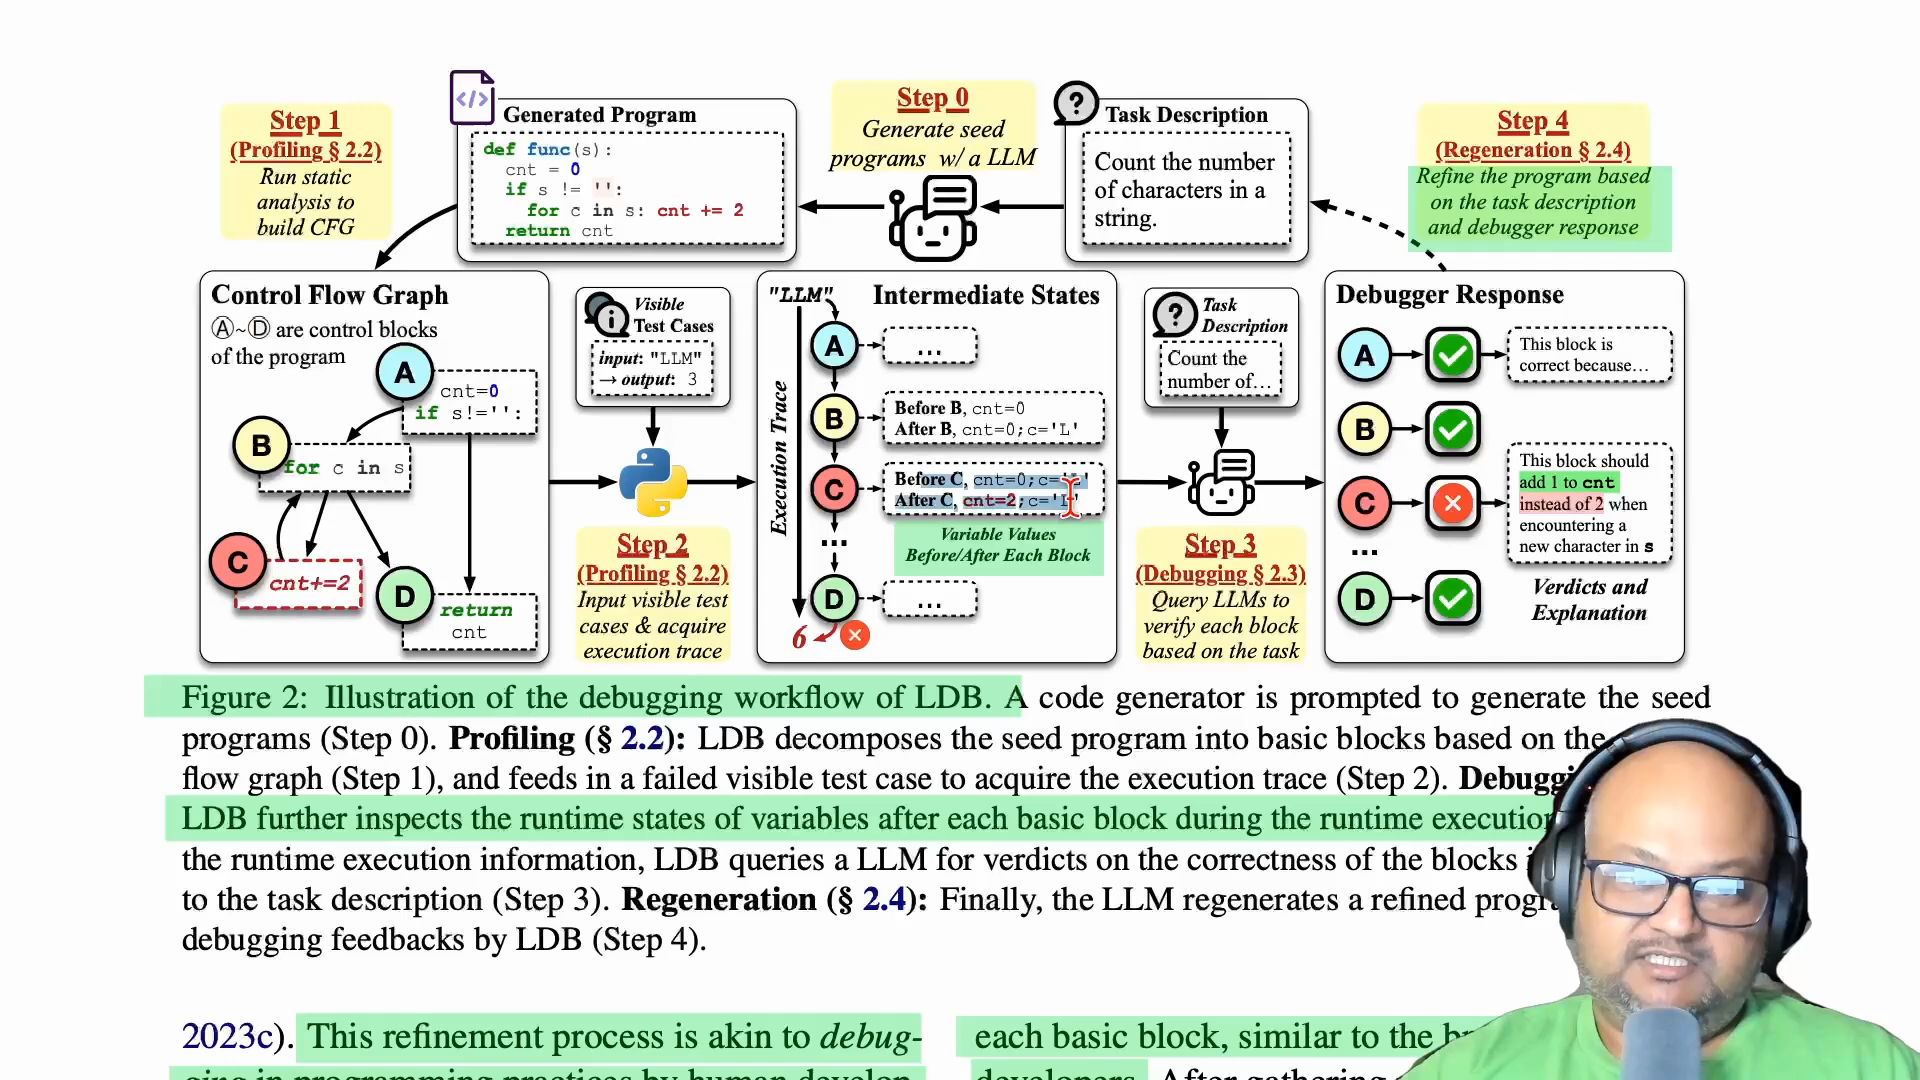 Step 1
(Profiling § 2.2)
Run static
analysis to
build CFG
</>
Generated Program
def func(s):
cnt = 0
if s != '':
for c in s: cnt += 2
return cnt
Step 0
Generate seed
programs w/ a LLM
?
Task Description
Count the number
of characters in a
string.
Step 4
(Regeneration § 2.4)
Refine the program based
on the task description
and debugger response
Control Flow Graph
Ⓐ~Ⓓ are control blocks
of the program
A
cnt=0
if s!='':
B
for c in s
C
cnt+=2
D
return
cnt
Visible
Test Cases
input: "LLM"
→ output: 3
Step 2
(Profiling § 2.2)
Input visible test
cases & acquire
execution trace
"LLM"
Intermediate States
Execution Trace
A
...
B
Before B, cnt=0
After B, cnt=0;c='L'
C
Before C, cnt=0;c=
After C, cnt=2;c='L'
Variable Values
Before/After Each Block
...
D
...
6
?
Task
Description
Count the
number of...
Step 3
(Debugging § 2.3)
Query LLMs to
verify each block
based on the task
Debugger Response
A
This block is
correct because...
B
C
This block should
add 1 to cnt
instead of 2 when
encountering a
new character in s
...
D
Verdicts and
Explanation
Figure 2: Illustration of the debugging workflow of LDB. A code generator is prompted to generate the seed
programs (Step 0). Profiling (§ 2.2): LDB decomposes the seed program into basic blocks based on the
flow graph (Step 1), and feeds in a failed visible test case to acquire the execution trace (Step 2). Debuggi
LDB further inspects the runtime states of variables after each basic block during the runtime execution
the runtime execution information, LDB queries a LLM for verdicts on the correctness of the blocks
to the task description (Step 3). Regeneration (§ 2.4): Finally, the LLM regenerates a refined progr
debugging feedbacks by LDB (Step 4).
2023c). This refinement process is akin to debug-
ging in programming practices by human develop
each basic block, similar to the br
developers. After gathering